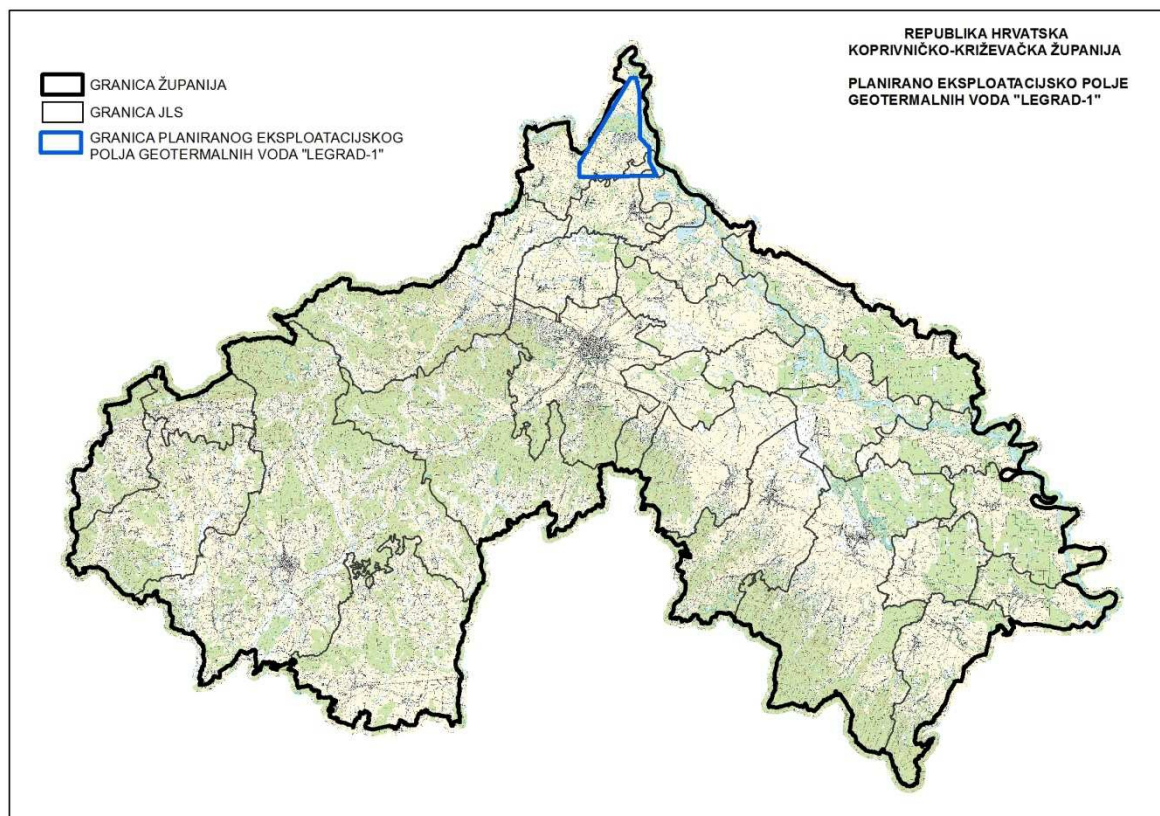 REPUBLIKA HRVATSKA
KOPRIVNIČKO-KRIŽEVAČKA ŽUPANIJA
PLANIRANO EKSPLOATACIJSKO POLJE
GEOTERMALNIH VODA "LEGRAD-1"
GRANICA ŽUPANIJA
GRANICA JLS
GRANICA PLANIRANOG EKSPLOATACIJSKOG
POLJA GEOTERMALNIH VODA "LEGRAD-1"